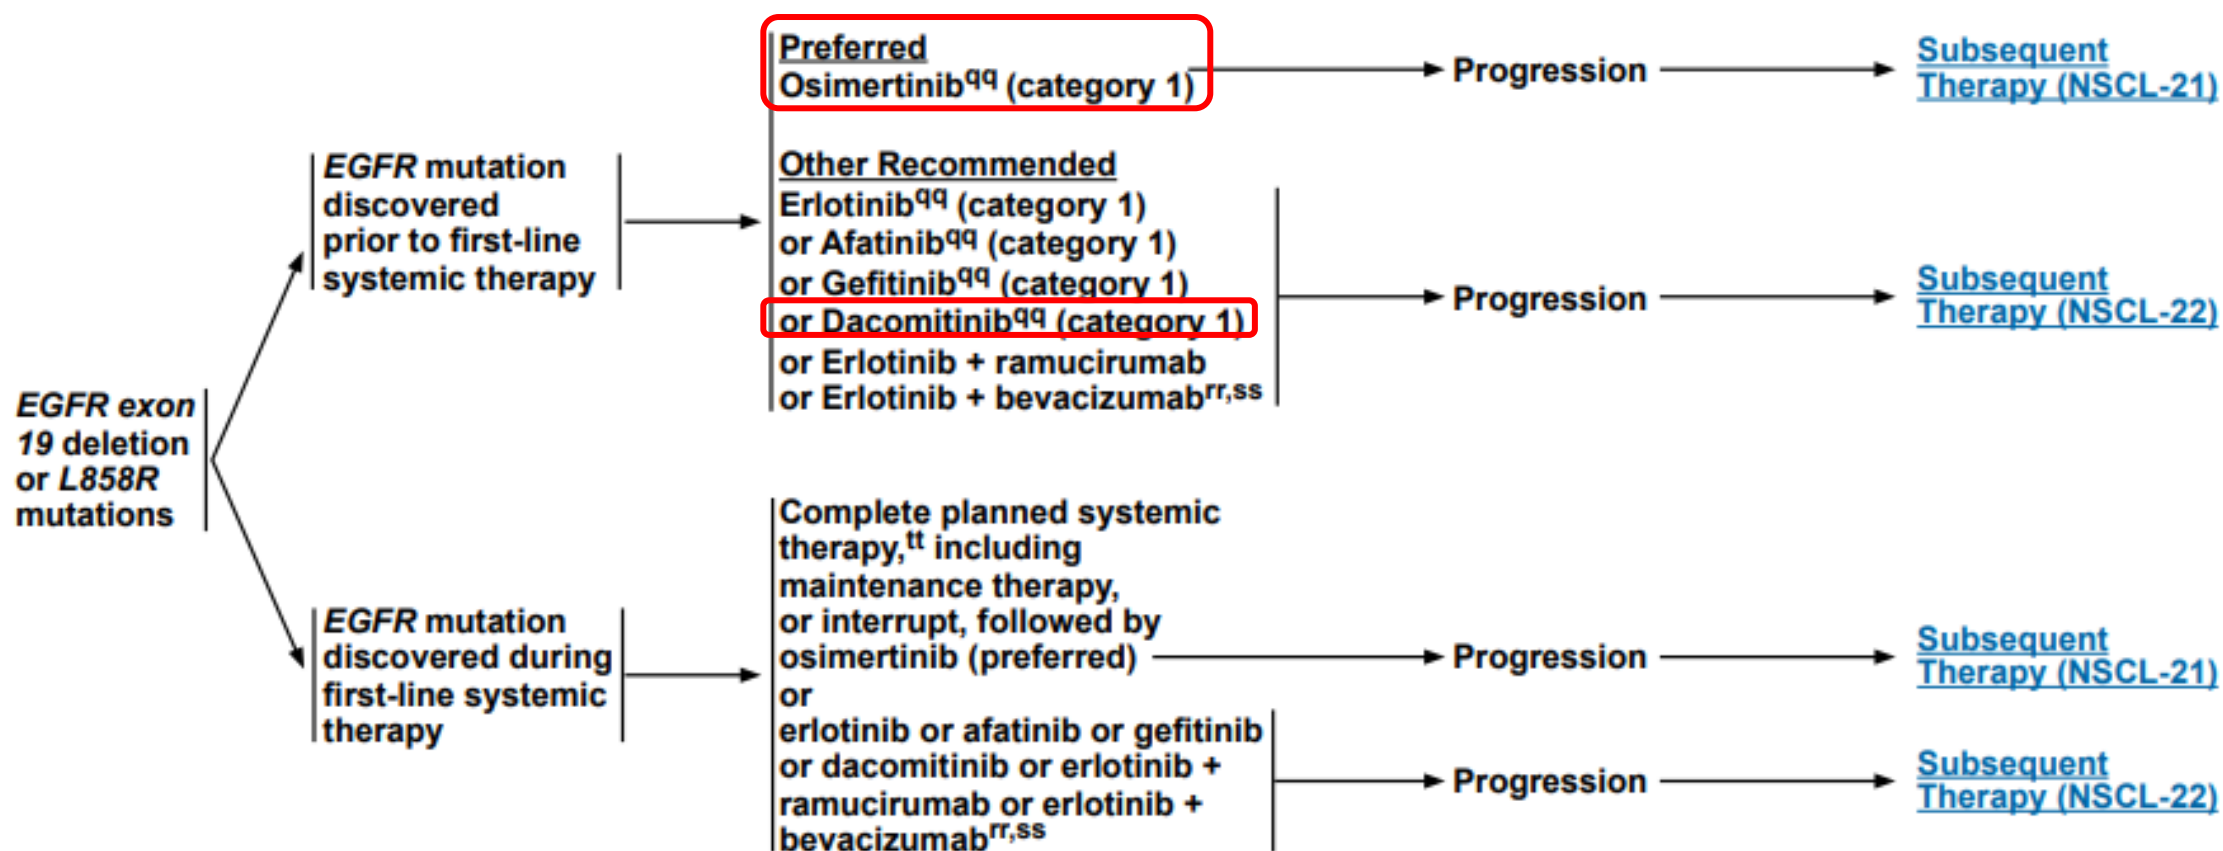 EGFR exon
19 deletion
or L858R
mutations
EGFR mutation
discovered
prior to first-line
systemic therapy
Preferred
Osimertinibqq (category 1)
Progression
Subsequent
Therapy (NSCL-21)
Other Recommended
Erlotinibqq (category 1)
or Afatinibqq (category 1)
or Gefitinibqq (category 1)
or Dacomitinibqq (category 1)
or Erlotinib + ramucirumab
or Erlotinib + bevacizumabrr,ss
Progression
Subsequent
Therapy (NSCL-22)
EGFR mutation
discovered during
first-line systemic
therapy
Complete planned systemic
therapy,tt including
maintenance therapy,
or interrupt, followed by
osimertinib (preferred)
Progression
Subsequent
Therapy (NSCL-21)
or
erlotinib or afatinib or gefitinib
or dacomitinib or erlotinib +
ramucirumab or erlotinib +
bevacizumabrr,ss
Progression
Subsequent
Therapy (NSCL-22)